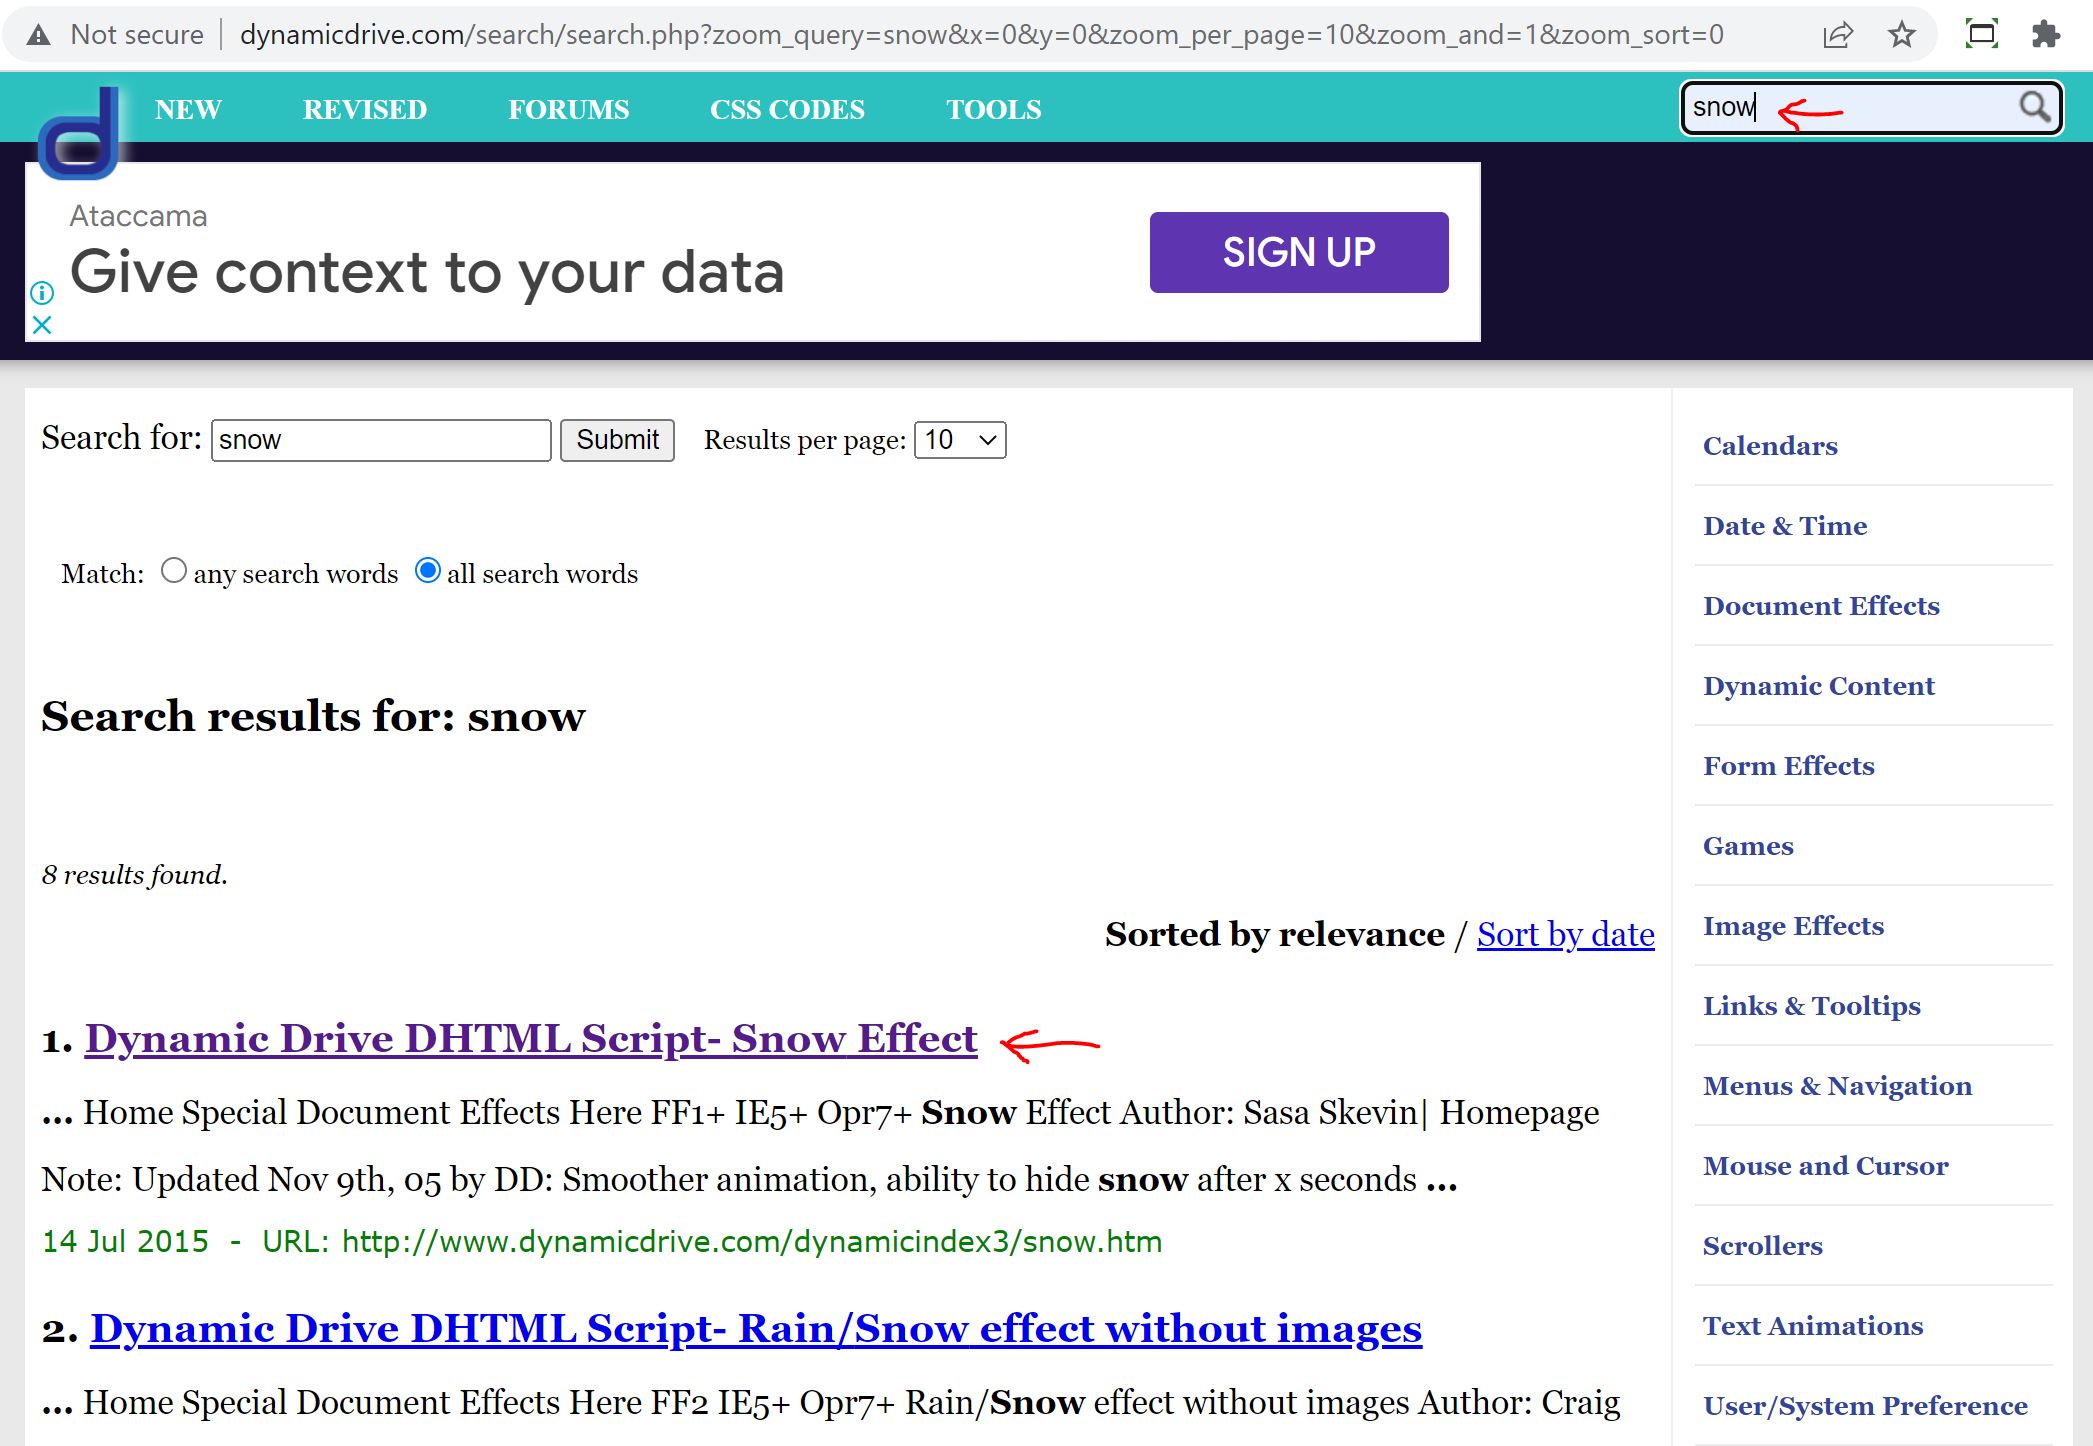 Not secure | dynamicdrive.com/search/search.php?zoom_query=snow&x=0&y=0&zoom_per_page=10&zoom_and=1&zoom_sort=0
d NEW REVISED FORUMS CSS CODES TOOLS snow
Ataccama
Give context to your data
SIGN UP
Search for: snow Submit Results per page: 10
Match: any search words all search words
Search results for: snow
8 results found.
Sorted by relevance / Sort by date
1. Dynamic Drive DHTML Script- Snow Effect
... Home Special Document Effects Here FF1+ IE5+ Opr7+ Snow Effect Author: Sasa Skevin| Homepage
Note: Updated Nov 9th, 05 by DD: Smoother animation, ability to hide snow after x seconds ...
14 Jul 2015 - URL: http://www.dynamicdrive.com/dynamicindex3/snow.htm
2. Dynamic Drive DHTML Script- Rain/Snow effect without images
... Home Special Document Effects Here FF2 IE5+ Opr7+ Rain/Snow effect without images Author: Craig
Calendars
Date & Time
Document Effects
Dynamic Content
Form Effects
Games
Image Effects
Links & Tooltips
Menus & Navigation
Mouse and Cursor
Scrollers
Text Animations
User/System Preference